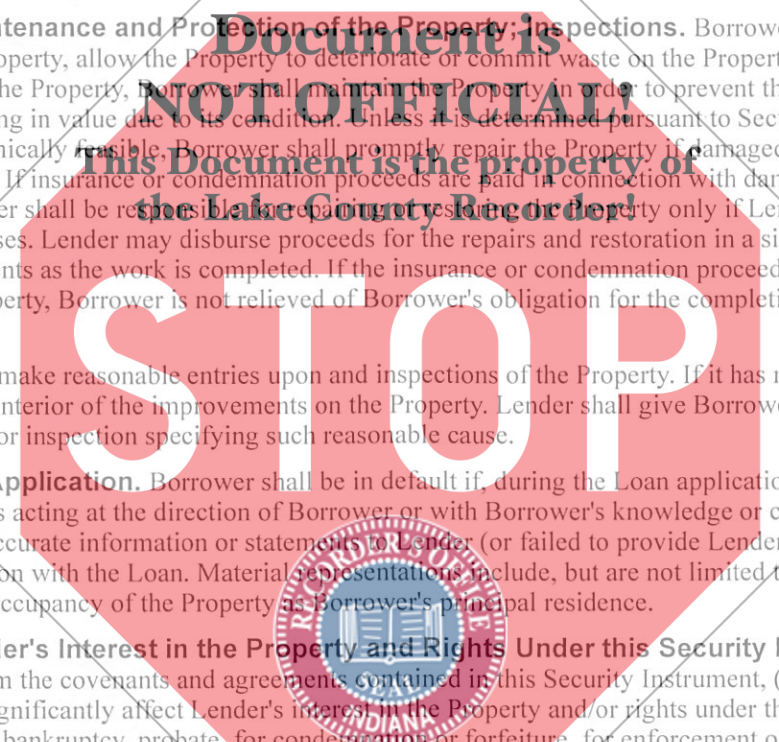 tenance and Protection of the Property; Inspections. Borrowe
Document is
operty, allow the Property to deteriorate or commit waste on the Propert
he Property, Borrower shall maintain the Property in order to prevent th
NOT OFFICIAL!
ng in value due to its condition. Unless it is determined pursuant to Sec
nically feasible, Borrower shall promptly repair the Property if damaged
This Document is the property of
If insurance or condemnation proceeds are paid in connection with dam
er shall be responsible for repairing or restoring the Property only if Len
the Lake County Recorder!
ses. Lender may disburse proceeds for the repairs and restoration in a si
nts as the work is completed. If the insurance or condemnation proceed
perty, Borrower is not relieved of Borrower's obligation for the completi
STOP
make reasonable entries upon and inspections of the Property. If it has r
nterior of the improvements on the Property. Lender shall give Borrowe
or inspection specifying such reasonable cause.
Application. Borrower shall be in default if, during the Loan applicatio
s acting at the direction of Borrower or with Borrower's knowledge or c
ccurate information or statements to Lender (or failed to provide Lender
on with the Loan. Material representations include, but are not limited t
ccupancy of the Property as Borrower's principal residence.
RECORDER'S OFFICE
SEAL
INDIANA
er's Interest in the Property and Rights Under this Security I
m the covenants and agreements contained in this Security Instrument, (
gnificantly affect Lender's interest in the Property and/or rights under th
bankruptcy, probate, for condemnation or forfeiture, for enforcement o